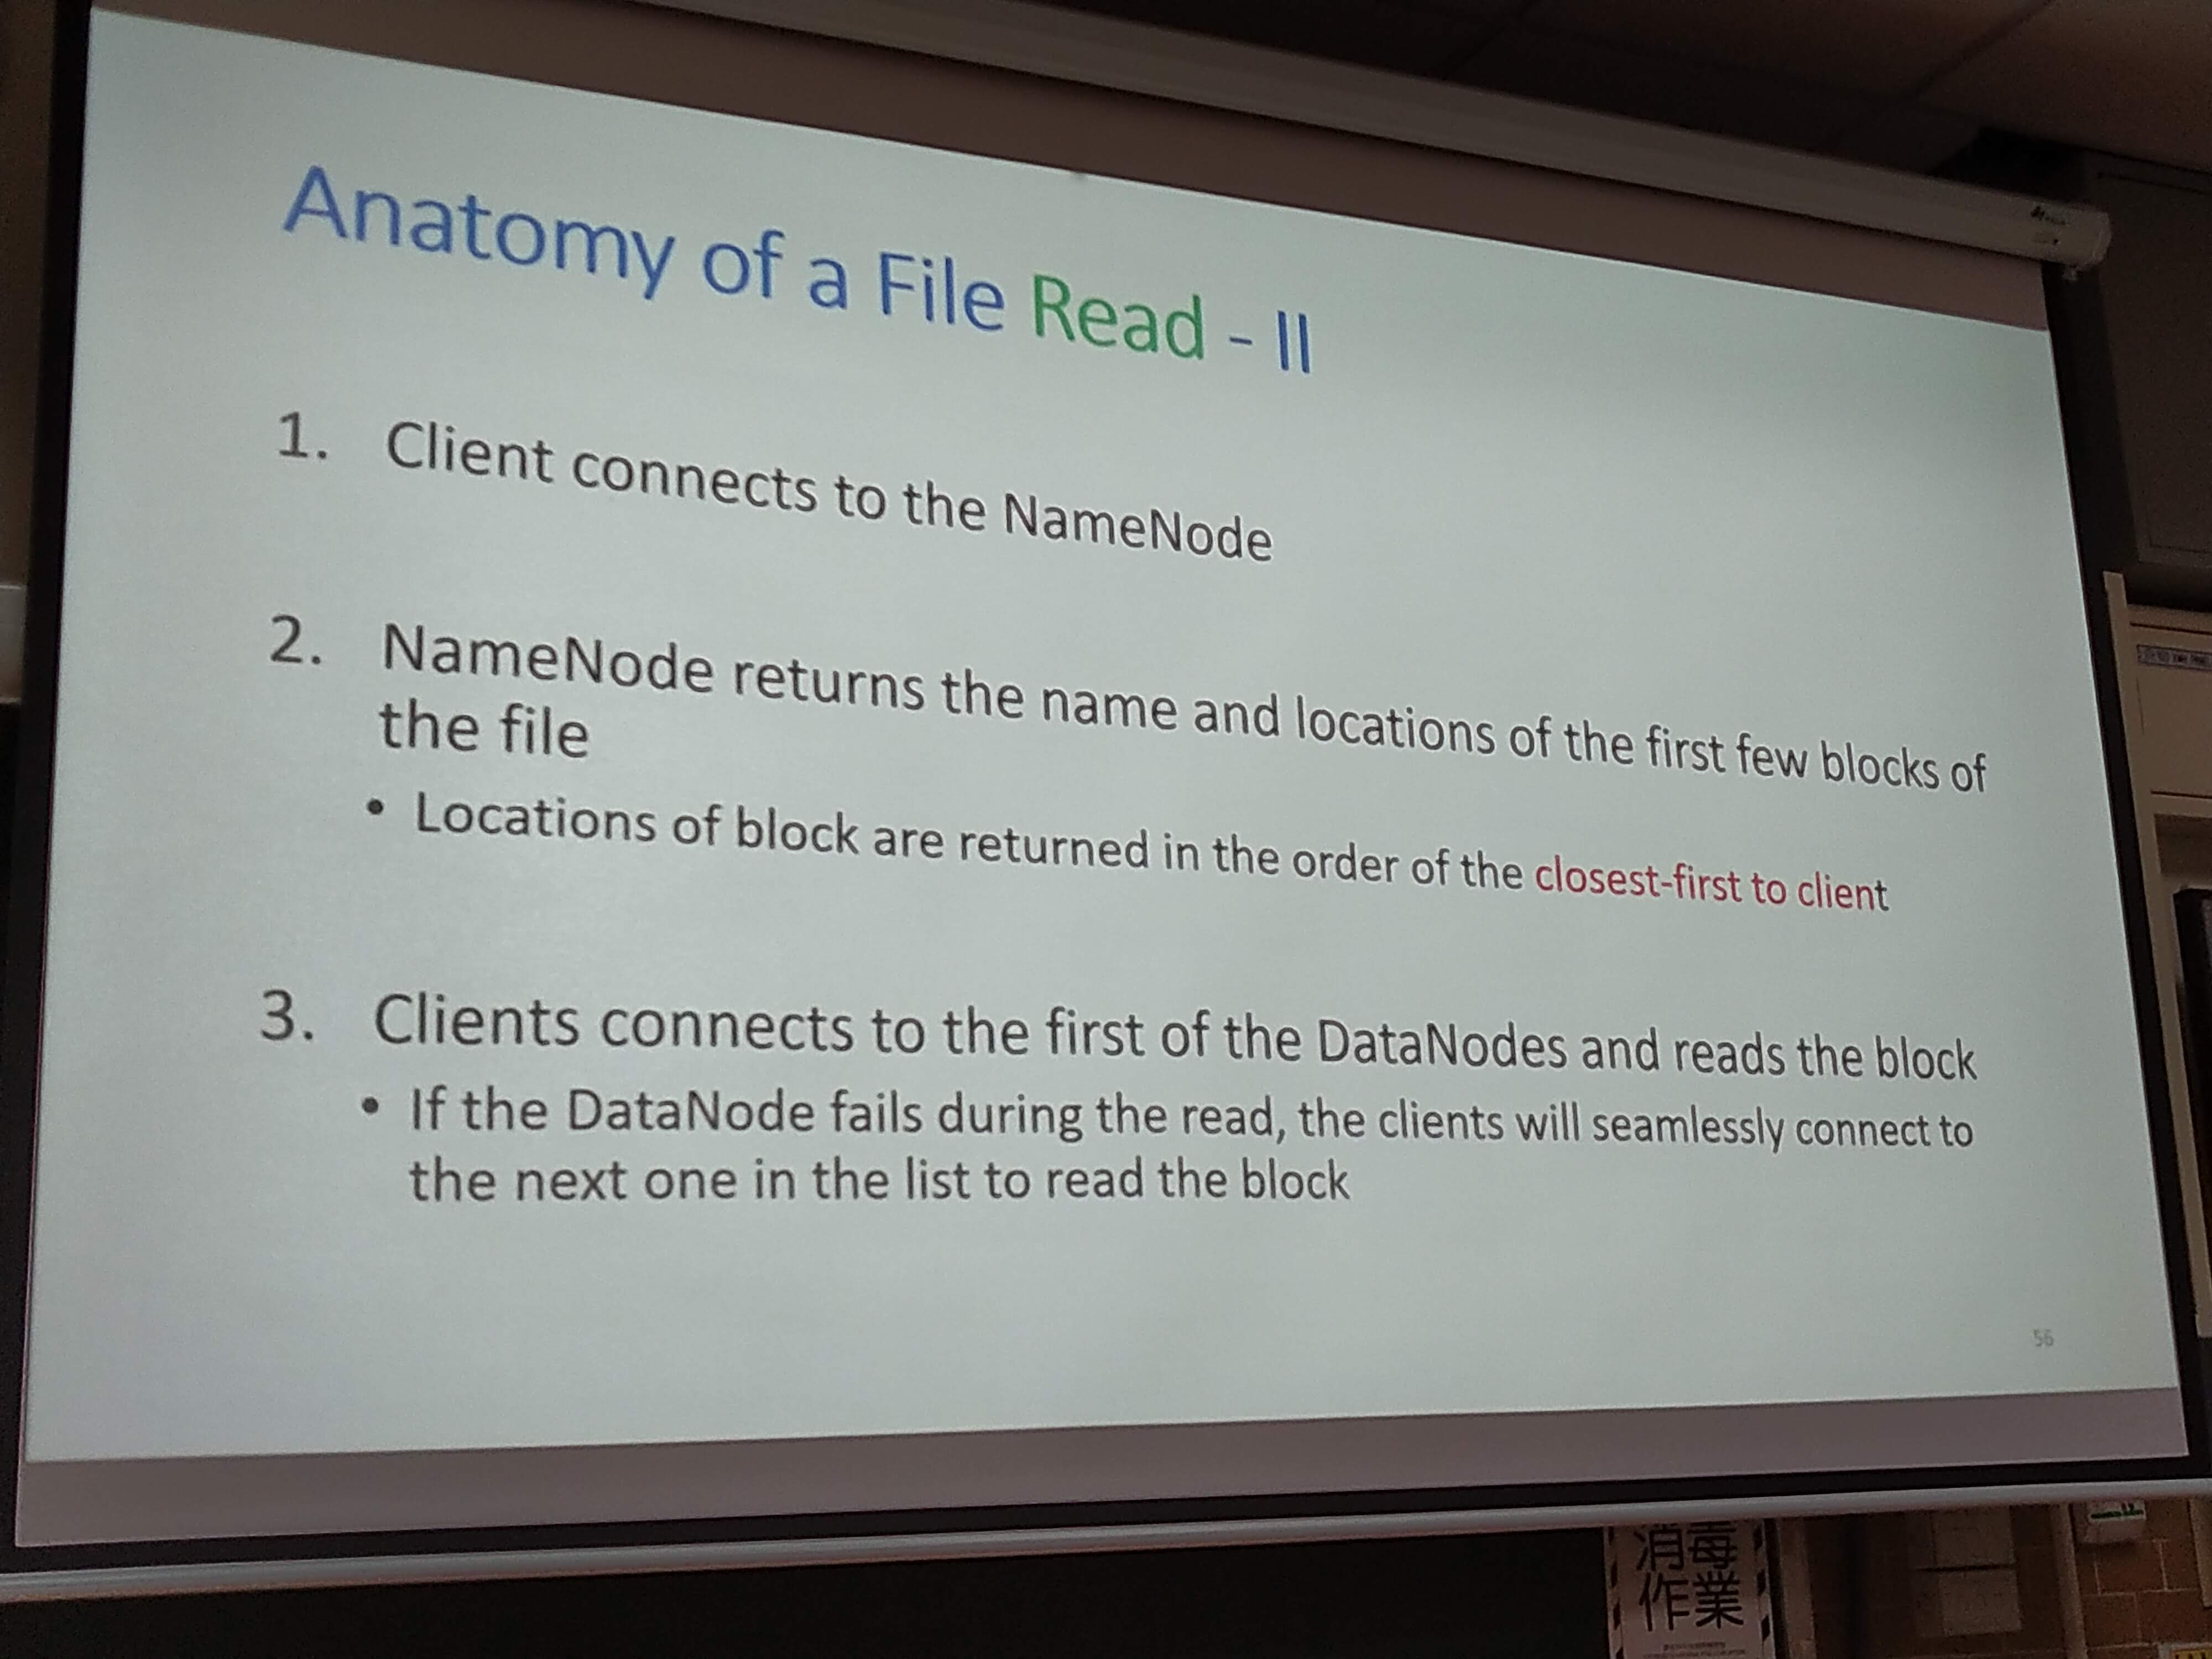 Anatomy of a File Read - II
1. Client connects to the NameNode
2. NameNode returns the name and locations of the first few blocks of
the file
• Locations of block are returned in the order of the closest-first to client
3. Clients connects to the first of the DataNodes and reads the block
• If the DataNode fails during the read, the clients will seamlessly connect to
the next one in the list to read the block
56
消毒
作業